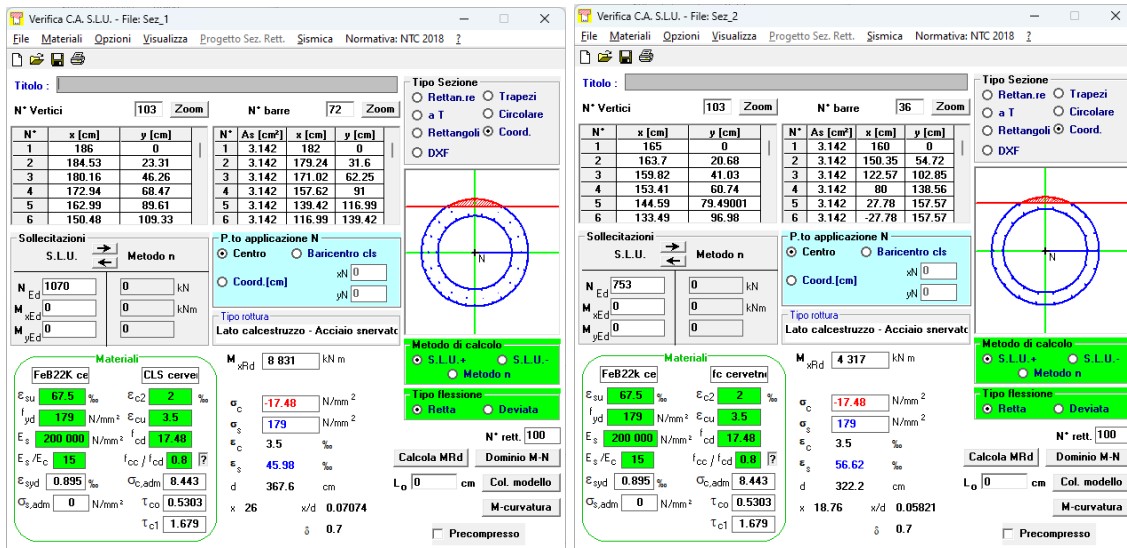 Verifica C.A. S.L.U. - File: Sez_1
File Materiali Opzioni Visualizza Progetto Sez. Rett. Sismica Normativa: NTC 2018 ?
Titolo :
N* Vertici 103 Zoom N* barre 72 Zoom
N* x [cm] y [cm]
1 186 0
2 184.53 23.31
3 180.16 46.26
4 172.94 68.47
5 162.99 89.61
6 150.48 109.33
N* As [cm²] x [cm] y [cm]
1 3.142 182 0
2 3.142 179.24 31.6
3 3.142 171.02 62.25
4 3.142 157.62 91
5 3.142 139.42 116.99
6 3.142 116.99 139.42
Tipo Sezione
Rettan.re Trapezi
a T Circolare
Rettangoli Coord.
DXF
N
Sollecitazioni
S.L.U. Metodo n
N Ed 1070 0 kN
M xEd 0 0 kNm
M yEd 0 0
P.to applicazione N
Centro Baricentro cls
Coord.[cm] xN 0
yN 0
Tipo rottura
Lato calcestruzzo - Acciaio snervato
Materiali
FeB22K ce CLS cerve
εsu 67.5 ‰ εc2 2 ‰
fyd 179 N/mm² εcu 3.5
Es 200 000 N/mm² fcd 17.48
Es/Ec 15 fcc / fcd 0.8 ?
εsyd 0.895 ‰ σc,adm 8.443
σs,adm 0 N/mm² τco 0.5303
τc1 1.679
M xRd 8 831 kN m
σc -17.48 N/mm²
σs 179 N/mm²
εc 3.5 ‰
εs 45.98 ‰
d 367.6 cm
x 26 x/d 0.07074
δ 0.7
Metodo di calcolo
S.L.U.+ S.L.U.-
Metodo n
Tipo flessione
Retta Deviata
N* rett. 100
Calcola MRd Dominio M-N
Lo 0 cm Col. modello
M-curvatura
Precompresso
Verifica C.A. S.L.U. - File: Sez_2
File Materiali Opzioni Visualizza Progetto Sez. Rett. Sismica Normativa: NTC 2018 ?
Titolo :
N* Vertici 103 Zoom N* barre 36 Zoom
N* x [cm] y [cm]
1 165 0
2 163.7 20.68
3 159.82 41.03
4 153.41 60.74
5 144.59 79.49001
6 133.49 96.98
N* As [cm²] x [cm] y [cm]
1 3.142 160 0
2 3.142 150.35 54.72
3 3.142 122.57 102.85
4 3.142 80 138.56
5 3.142 27.78 157.57
6 3.142 -27.78 157.57
Tipo Sezione
Rettan.re Trapezi
a T Circolare
Rettangoli Coord.
DXF
N
Sollecitazioni
S.L.U. Metodo n
N Ed 753 0 kN
M xEd 0 0 kNm
M yEd 0 0
P.to applicazione N
Centro Baricentro cls
Coord.[cm] xN 0
yN 0
Tipo rottura
Lato calcestruzzo - Acciaio snervato
Materiali
FeB22K ce fc cervetn
εsu 67.5 ‰ εc2 2 ‰
fyd 179 N/mm² εcu 3.5
Es 200 000 N/mm² fcd 17.48
Es/Ec 15 fcc / fcd 0.8 ?
εsyd 0.895 ‰ σc,adm 8.443
σs,adm 0 N/mm² τco 0.5303
τc1 1.679
M xRd 4 317 kN m
σc -17.48 N/mm²
σs 179 N/mm²
εc 3.5 ‰
εs 56.62 ‰
d 322.2 cm
x 18.76 x/d 0.05821
δ 0.7
Metodo di calcolo
S.L.U.+ S.L.U.-
Metodo n
Tipo flessione
Retta Deviata
N* rett. 100
Calcola MRd Dominio M-N
Lo 0 cm Col. modello
M-curvatura
Precompresso